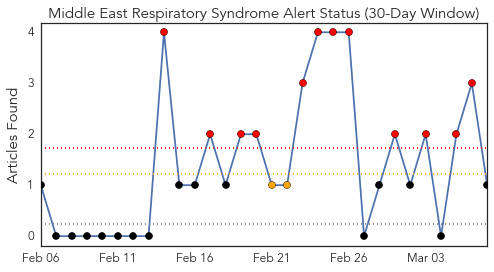 Middle East Respiratory Syndrome Alert Status (30-Day Window)
Articles Found
4
3
2
1
0
Feb 06 Feb 11 Feb 16 Feb 21 Feb 26 Mar 03